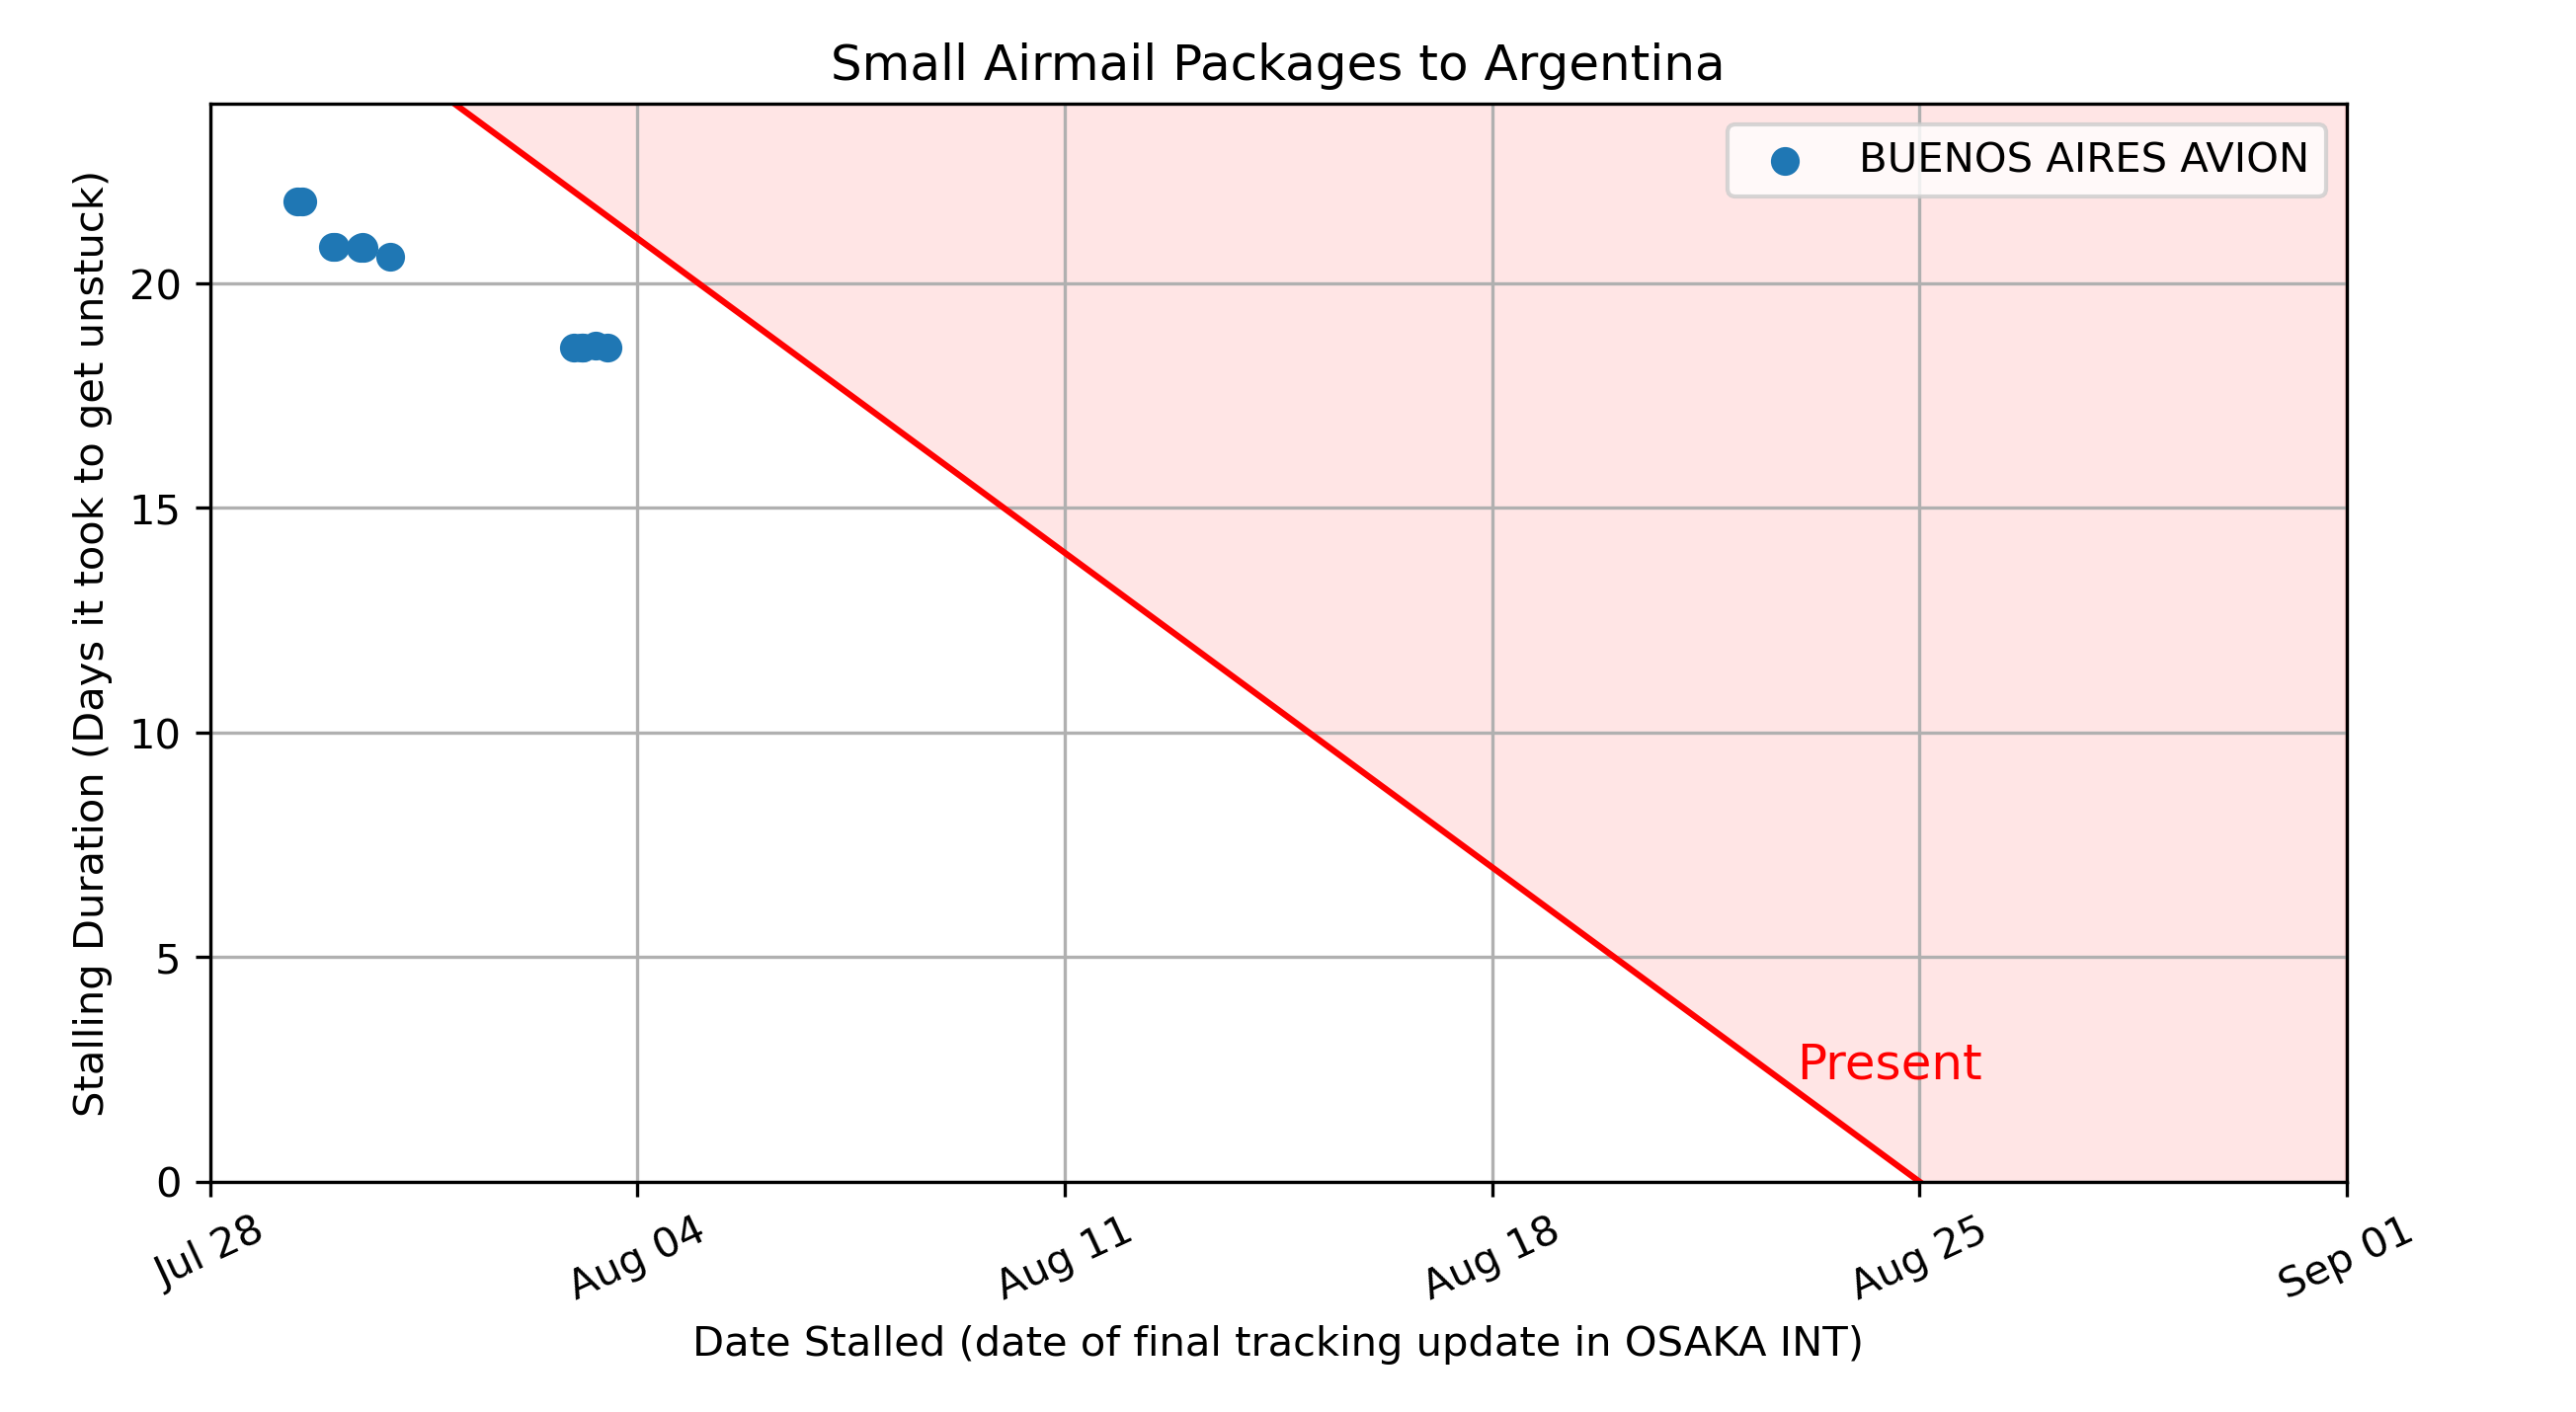 Small Airmail Packages to Argentina
BUENOS AIRES AVION
Stalling Duration (Days it took to get unstuck)
20
15
10
5
0
Present
Jul 28
Aug 04
Aug 11
Aug 18
Aug 25
Sep 01
Date Stalled (date of final tracking update in OSAKA INT)